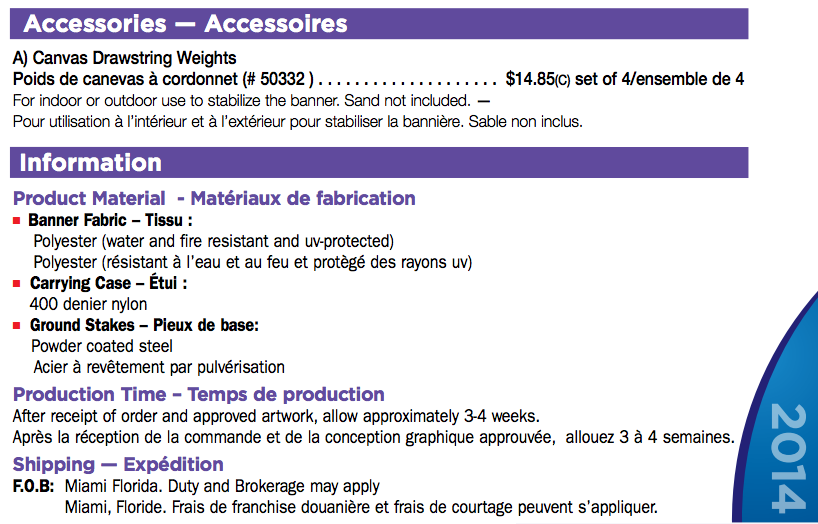 Accessories — Accessoires
A) Canvas Drawstring Weights
Poids de canevas à cordonnet (# 50332 ) . . . . . . . . . . . . . . . . . . . . $14.85(C) set of 4/ensemble de 4
For indoor or outdoor use to stabilize the banner. Sand not included. —
Pour utilisation à l'intérieur et à l'extérieur pour stabiliser la bannière. Sable non inclus.
Information
Product Material - Matériaux de fabrication
Banner Fabric – Tissu :
Polyester (water and fire resistant and uv-protected)
Polyester (résistant à l'eau et au feu et protègé des rayons uv)
Carrying Case – Étui :
400 denier nylon
Ground Stakes – Pieux de base:
Powder coated steel
Acier à revêtement par pulvérisation
Production Time – Temps de production
After receipt of order and approved artwork, allow approximately 3-4 weeks.
Après la réception de la commande et de la conception graphique approuvée, allouez 3 à 4 semaines.
Shipping — Expédition
F.O.B: Miami Florida. Duty and Brokerage may apply
Miami, Floride. Frais de franchise douanière et frais de courtage peuvent s'appliquer.
2014